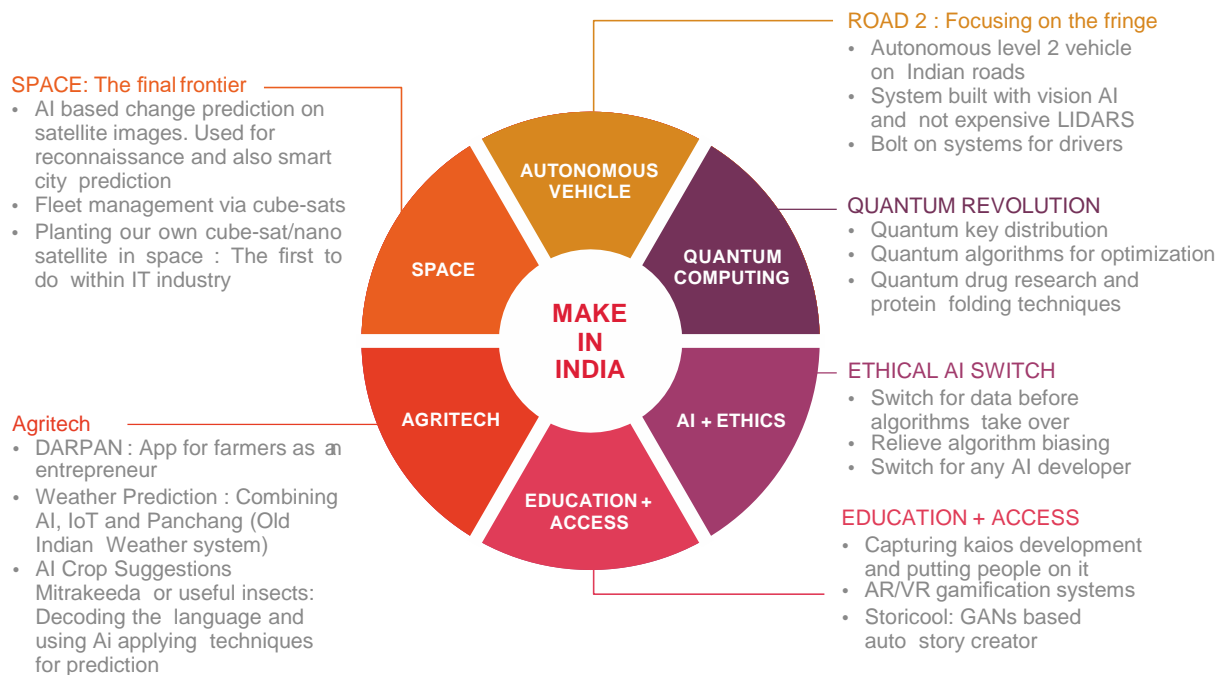 ROAD 2 : Focusing on the fringe
• Autonomous level 2 vehicle
on Indian roads
• System built with vision AI
and not expensive LIDARS
• Bolt on systems for drivers
SPACE: The final frontier
• AI based change prediction on
satellite images. Used for
reconnaissance and also smart
city prediction
• Fleet management via cube-sats
• Planting our own cube-sat/nano
satellite in space : The first to
do within IT industry
AUTONOMOUS
VEHICLE
SPACE
QUANTUM
COMPUTING
MAKE
IN
INDIA
AGRITECH
AI + ETHICS
EDUCATION +
ACCESS
QUANTUM REVOLUTION
• Quantum key distribution
• Quantum algorithms for optimization
• Quantum drug research and
protein folding techniques
ETHICAL AI SWITCH
• Switch for data before
algorithms take over
• Relieve algorithm biasing
• Switch for any AI developer
Agritech
• DARPAN : App for farmers as an
entrepreneur
• Weather Prediction : Combining
AI, IoT and Panchang (Old
Indian Weather system)
• AI Crop Suggestions
Mitrakeeda or useful insects:
Decoding the language and
using Ai applying techniques
for prediction
EDUCATION + ACCESS
• Capturing kaios development
and putting people on it
• AR/VR gamification systems
• Storicool: GANs based
auto story creator